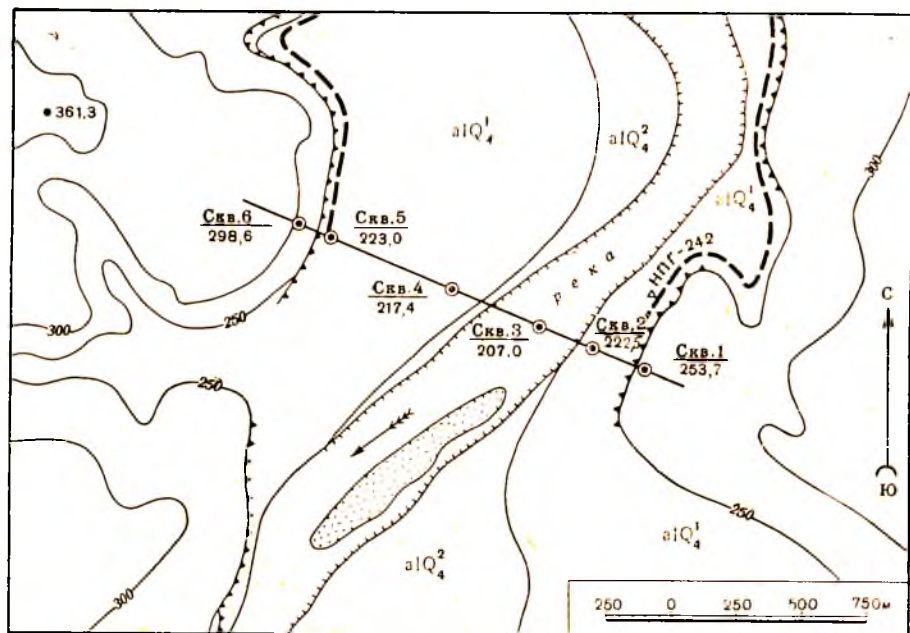 361,3
alQ₄¹
alQ₄²
300
alQ₄¹
Скв.6
298,6
Скв.5
223,0
∇ НПГ-242
река
С
Скв.4
217,4
250
300
Скв.3
207.0
Скв.2
222,5
Скв.1
253,7
250
Ю
250
alQ₄²
alQ₄¹
300
250 0 250 500 750м